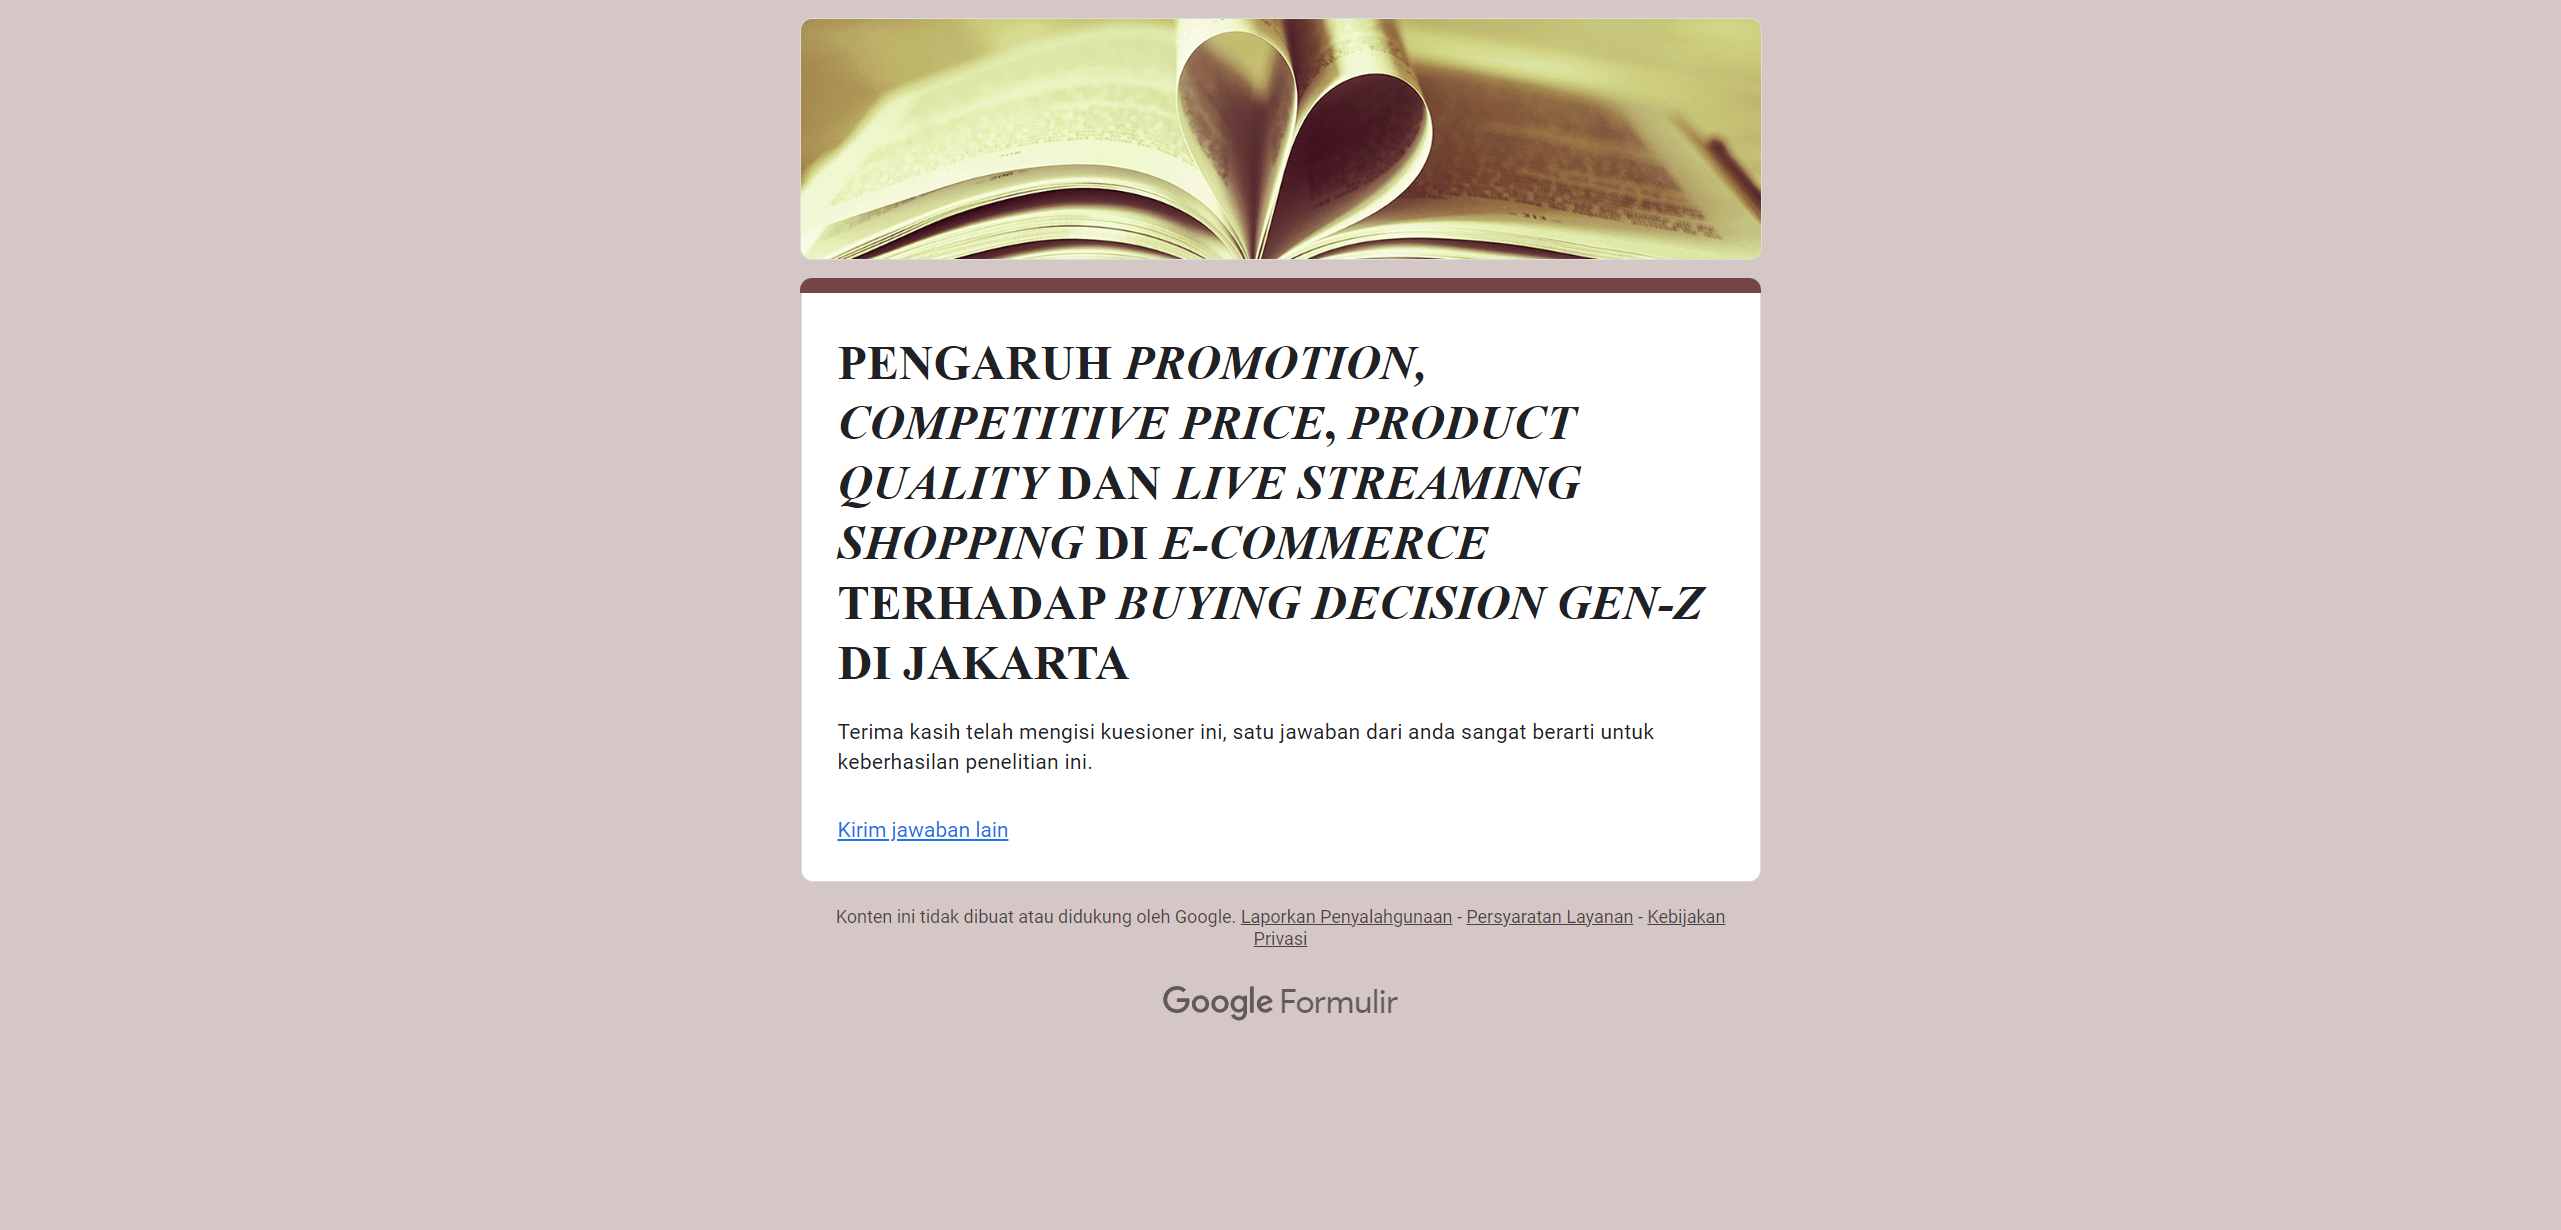 PENGARUH PROMOTION,
COMPETITIVE PRICE, PRODUCT
QUALITY DAN LIVE STREAMING
SHOPPING DI E-COMMERCE
TERHADAP BUYING DECISION GEN-Z
DI JAKARTA
Terima kasih telah mengisi kuesioner ini, satu jawaban dari anda sangat berarti untuk
keberhasilan penelitian ini.
Kirim jawaban lain
Konten ini tidak dibuat atau didukung oleh Google. Laporkan Penyalahgunaan - Persyaratan Layanan - Kebijakan
Privasi
Google Formulir